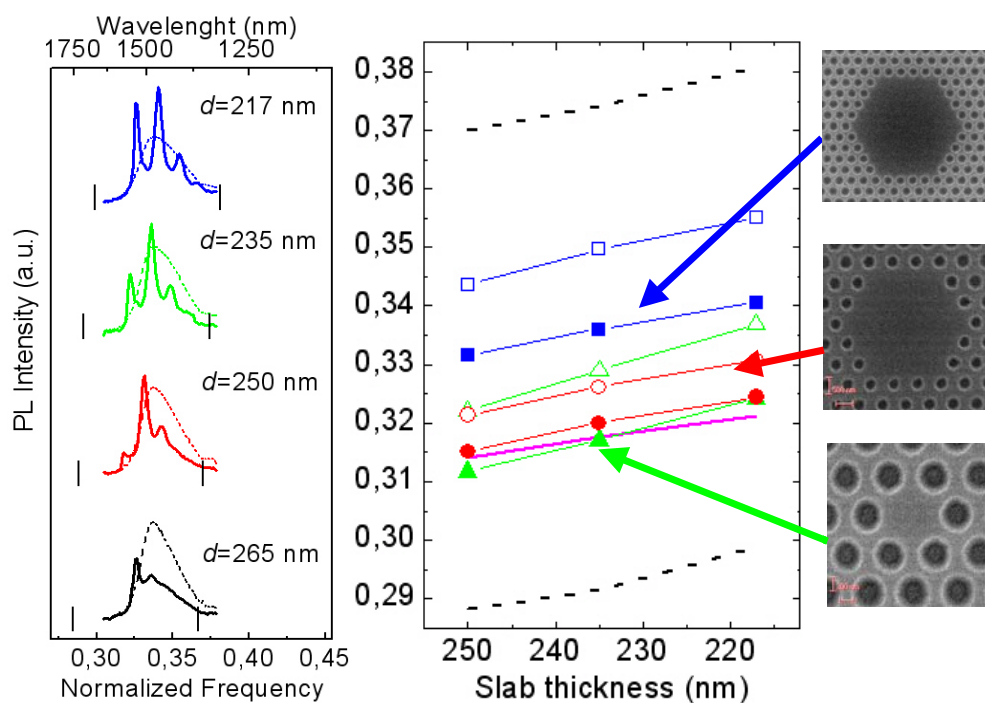 Wavelenght (nm)
1750 1500 1250
d=217 nm
d=235 nm
d=250 nm
d=265 nm
PL Intensity (a.u.)
0,30 0,35 0,40 0,45
Normalized Frequency
0,38
0,37
0,36
0,35
0,34
0,33
0,32
0,31
0,30
0,29
250 240 230 220
Slab thickness (nm)